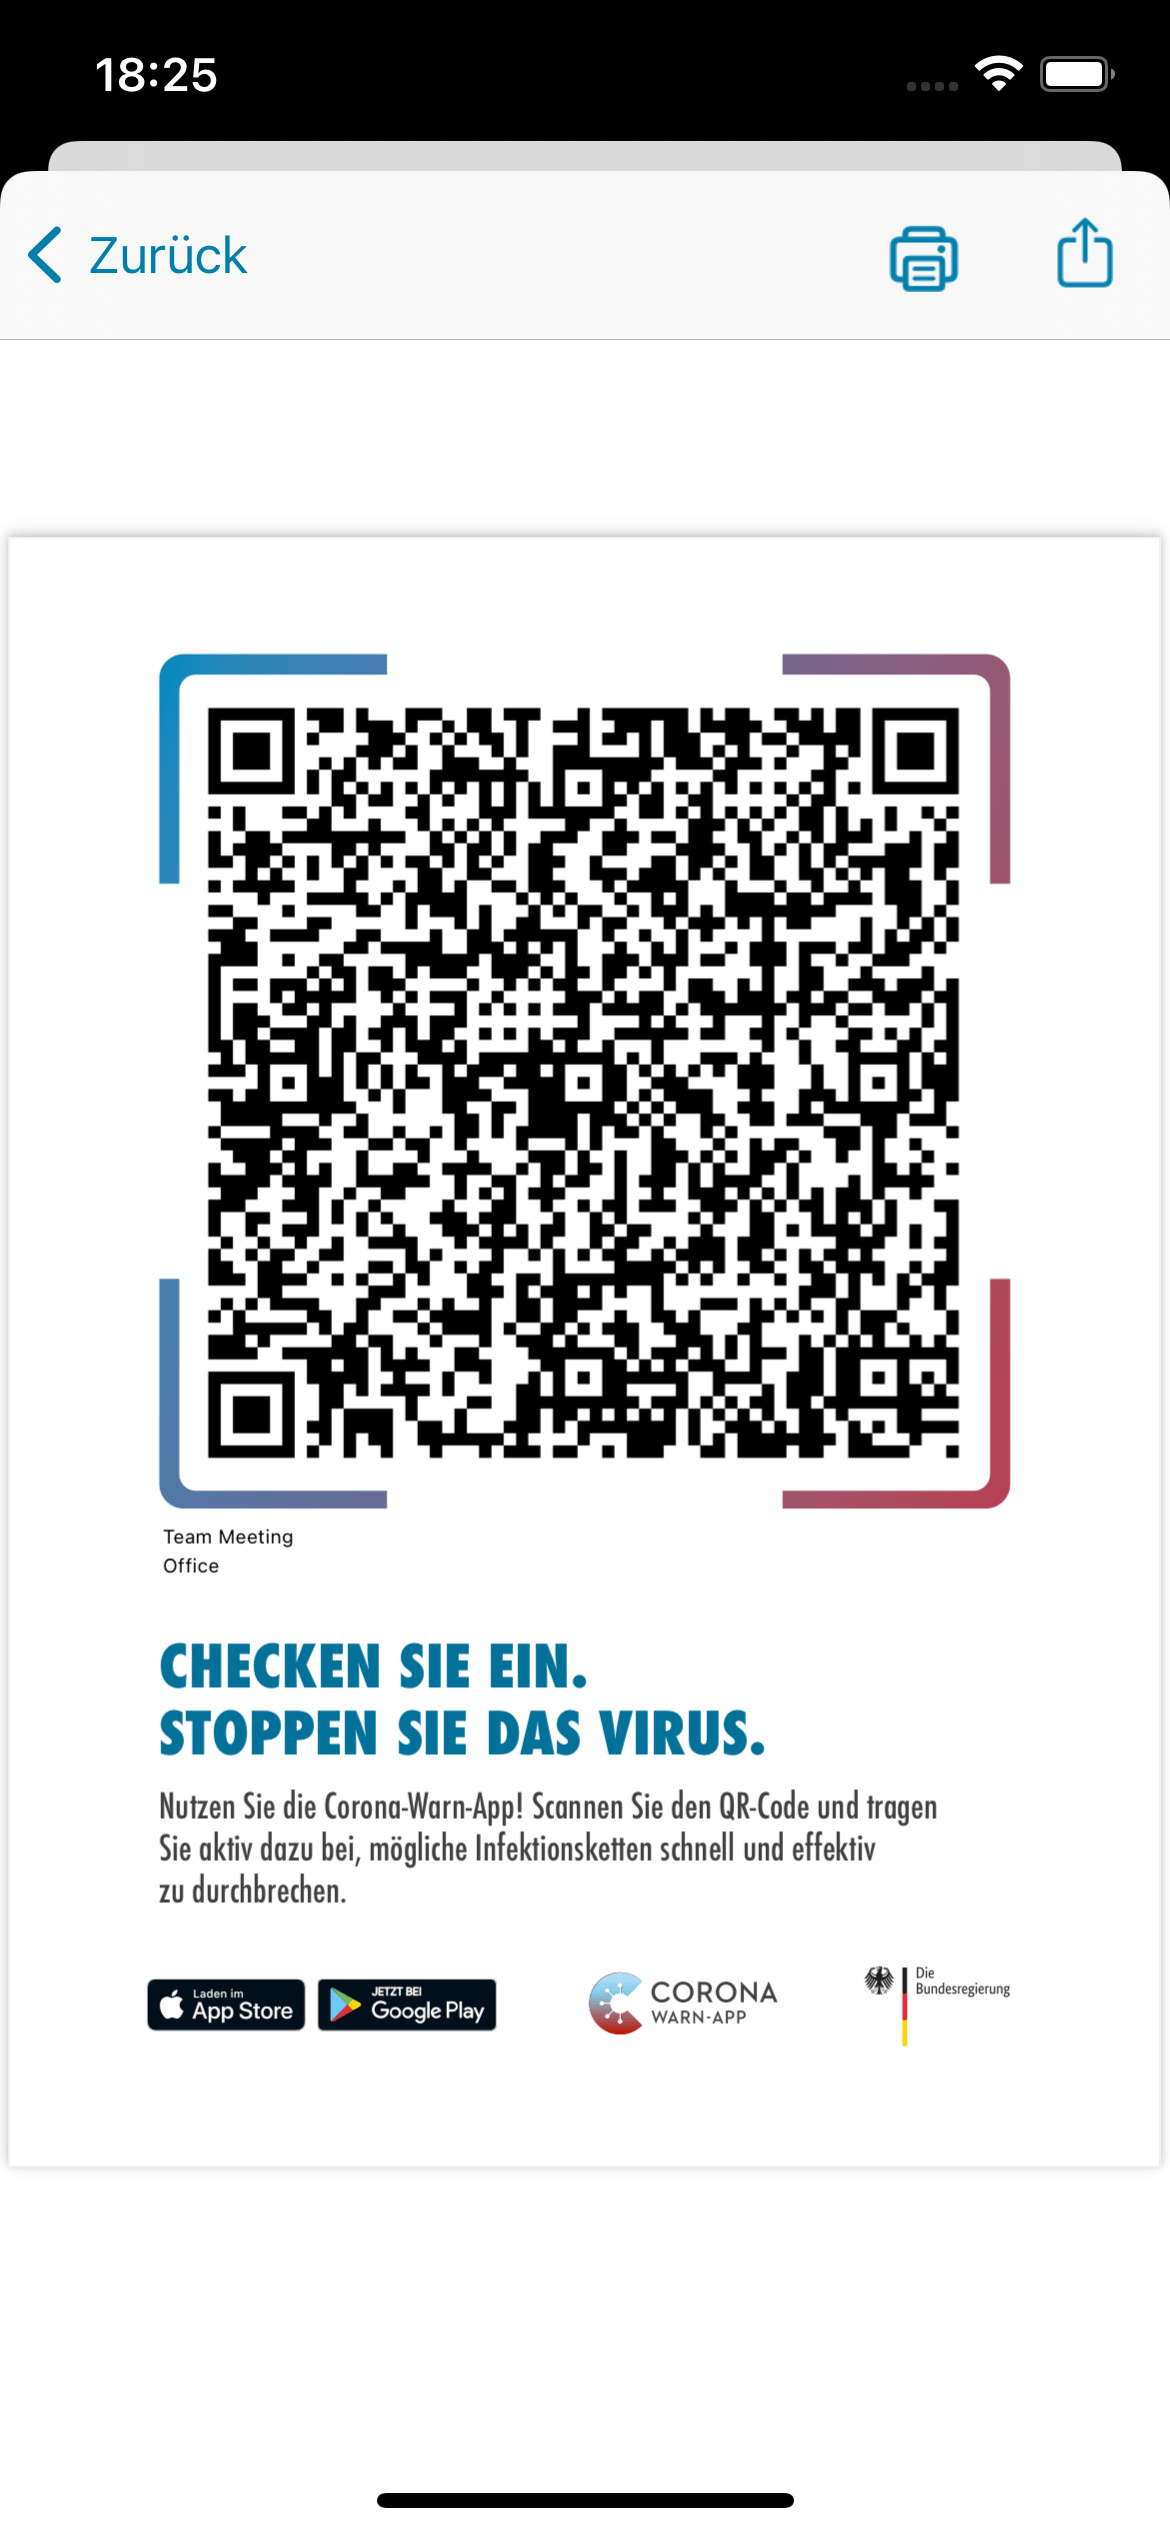 18:25
Zurück
Team Meeting
Office
CHECKEN SIE EIN.
STOPPEN SIE DAS VIRUS.
Nutzen Sie die Corona-Warn-App! Scannen Sie den QR-Code und tragen
Sie aktiv dazu bei, mögliche Infektionsketten schnell und effektiv
zu durchbrechen.
Laden im
App Store
JETZT BEI
Google Play
CORONA
WARN-APP
Die
Bundesregierung